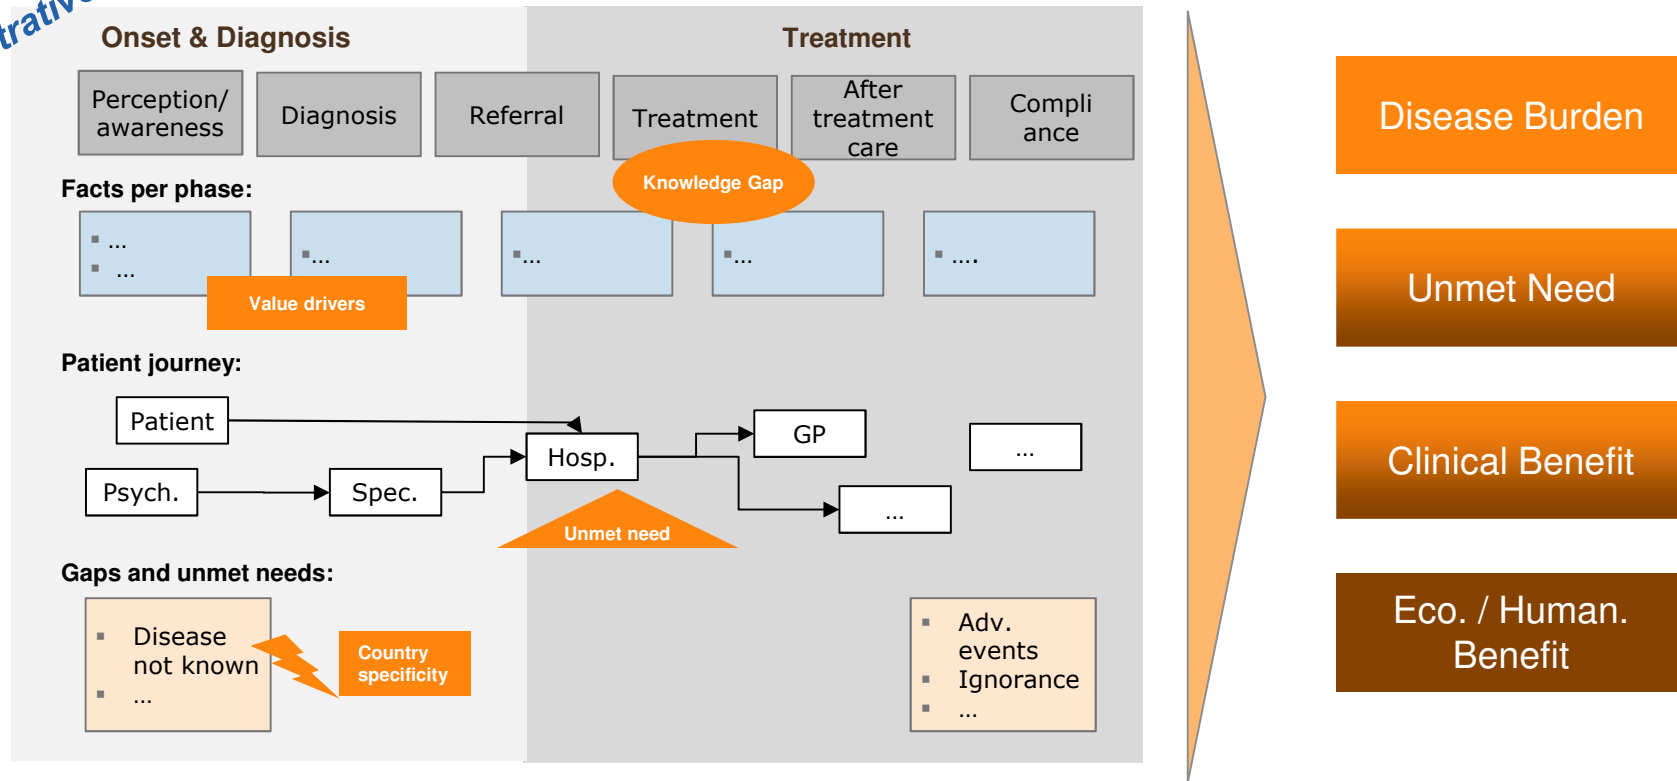 trative
Onset & Diagnosis
Treatment
Perception/
awareness
Diagnosis
Referral
Treatment
After
treatment
care
Compli
ance
Knowledge Gap
Facts per phase:
▪ ...
▪ ...
▪...
▪...
▪...
▪ ....
Value drivers
Patient journey:
Patient
Psych.
Spec.
Hosp.
GP
...
...
Unmet need
Gaps and unmet needs:
▪ Disease
not known
▪ ...
Country
specificity
▪ Adv.
events
▪ Ignorance
▪ ...
Disease Burden
Unmet Need
Clinical Benefit
Eco. / Human.
Benefit